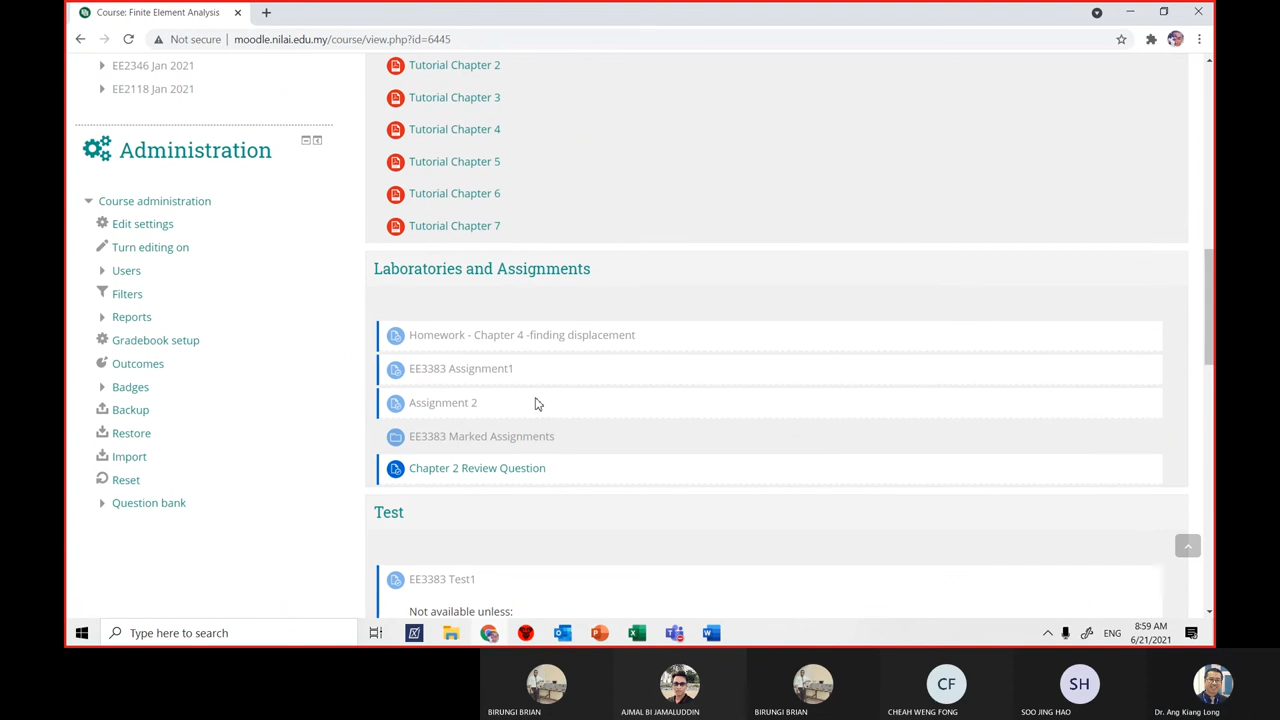 Course: Finite Element Analysis
Not secure
moodle.nilai.edu.my/course/view.php?id=6445
EE2346 Jan 2021
EE2118 Jan 2021
Administration
Course administration
Edit settings
Turn editing on
Users
Filters
Reports
Gradebook setup
Outcomes
Badges
Backup
Restore
Import
Reset
Question bank
Tutorial Chapter 2
Tutorial Chapter 3
Tutorial Chapter 4
Tutorial Chapter 5
Tutorial Chapter 6
Tutorial Chapter 7
Laboratories and Assignments
Homework - Chapter 4 -finding displacement
EE3383 Assignment1
Assignment 2
EE3383 Marked Assignments
Chapter 2 Review Question
Test
EE3383 Test1
Not available unless:
Type here to search
ENG
8:59 AM
6/21/2021
CF
SH
BIRUNGI BRIAN
AJMAL BI JAMALUDDIN
BIRUNGI BRIAN
CHEAH WENG FONG
SOO JING HAO
Dr. Ang Kiang Long